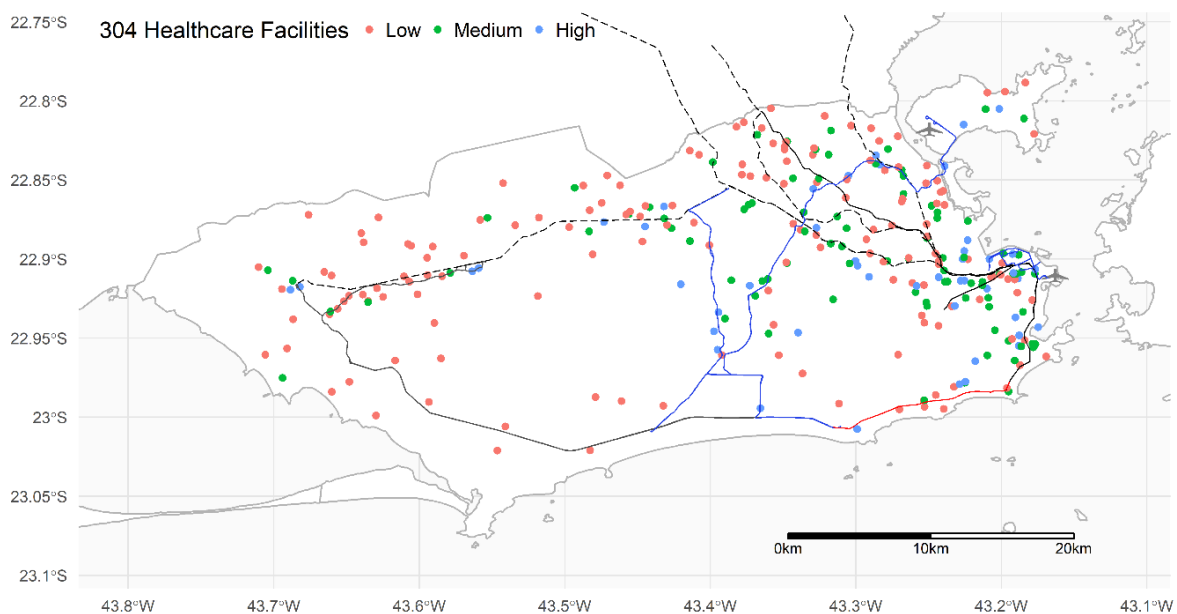 304 Healthcare Facilities Low Medium High
22.75°S
22.8°S
22.85°S
22.9°S
22.95°S
23°S
23.05°S
23.1°S
0km 10km 20km
43.8°W 43.7°W 43.6°W 43.5°W 43.4°W 43.3°W 43.2°W 43.1°W